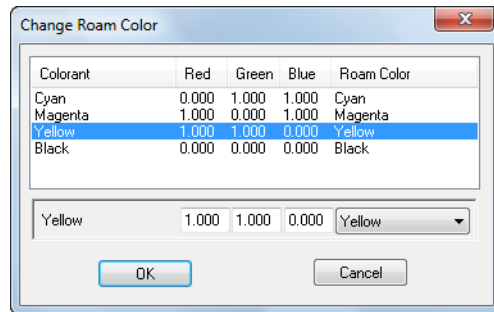 Change Roam Color
Colorant Red Green Blue Roam Color
Cyan 0.000 1.000 1.000 Cyan
Magenta 1.000 0.000 1.000 Magenta
Yellow 1.000 1.000 0.000 Yellow
Black 0.000 0.000 0.000 Black
Yellow 1.000 1.000 0.000 Yellow
OK Cancel